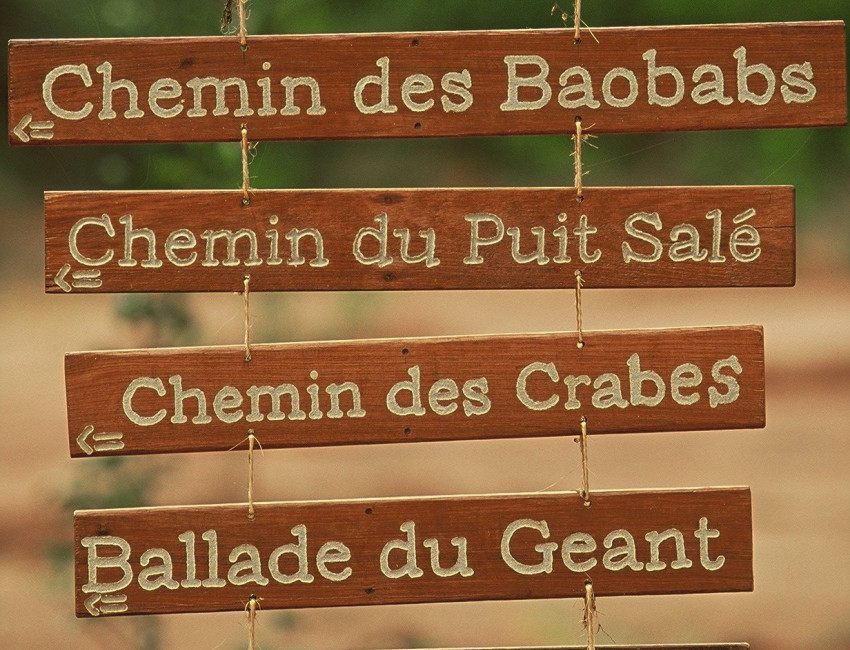 Chemin des Baobabs
Chemin du Puit Salé
Chemin des Crabes
Ballade du Geant